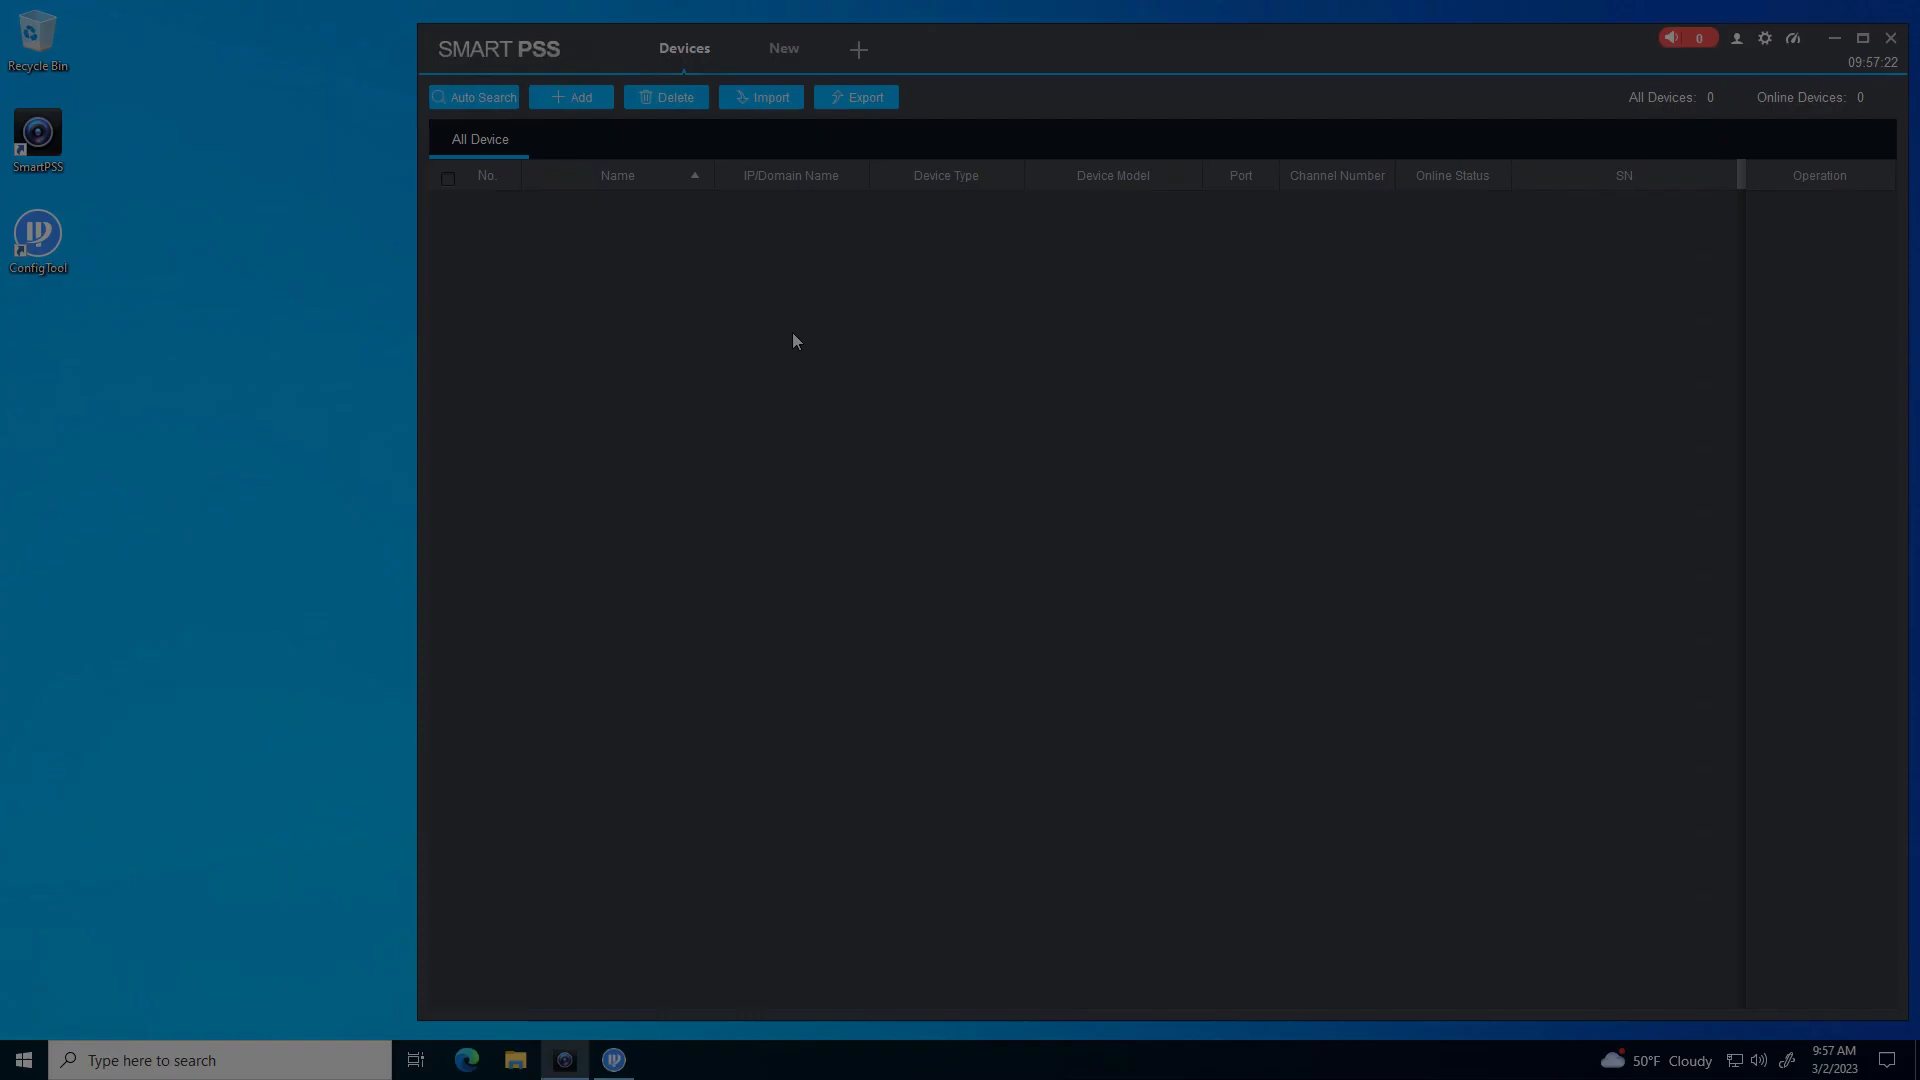 Recycle Bin
SmartPSS
ConfigTool
SMART PSS
Devices
New
0
09:57:22
Auto Search
Add
Delete
Import
Export
All Devices: 0
Online Devices: 0
All Device
No.
Name
IP/Domain Name
Device Type
Device Model
Port
Channel Number
Online Status
SN
Operation
Type here to search
50°F Cloudy
9:57 AM
3/2/2023